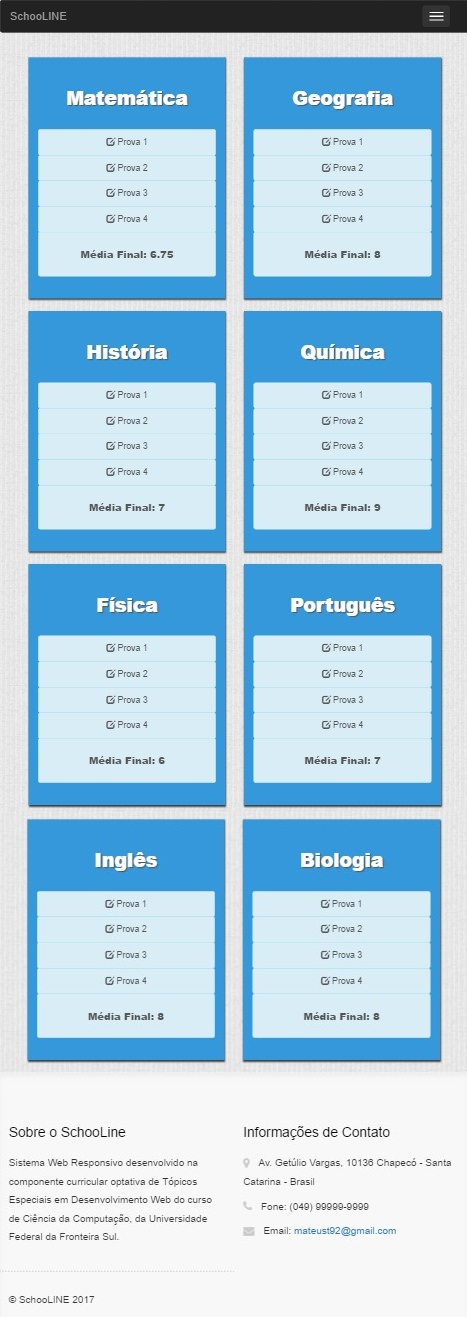 SchooLINE
Matemática
Prova 1
Prova 2
Prova 3
Prova 4
Média Final: 6.75
Geografia
Prova 1
Prova 2
Prova 3
Prova 4
Média Final: 8
História
Prova 1
Prova 2
Prova 3
Prova 4
Média Final: 7
Química
Prova 1
Prova 2
Prova 3
Prova 4
Média Final: 9
Física
Prova 1
Prova 2
Prova 3
Prova 4
Média Final: 6
Português
Prova 1
Prova 2
Prova 3
Prova 4
Média Final: 7
Inglês
Prova 1
Prova 2
Prova 3
Prova 4
Média Final: 8
Biologia
Prova 1
Prova 2
Prova 3
Prova 4
Média Final: 8
Sobre o SchooLine
Sistema Web Responsivo desenvolvido na
componente curricular optativa de Tópicos
Especiais em Desenvolvimento Web do curso
de Ciência da Computação, da Universidade
Federal da Fronteira Sul.
Informações de Contato
Av. Getúlio Vargas, 10136 Chapecó - Santa
Catarina - Brasil
Fone: (049) 99999-9999
Email: mateust92@gmail.com
© SchooLINE 2017